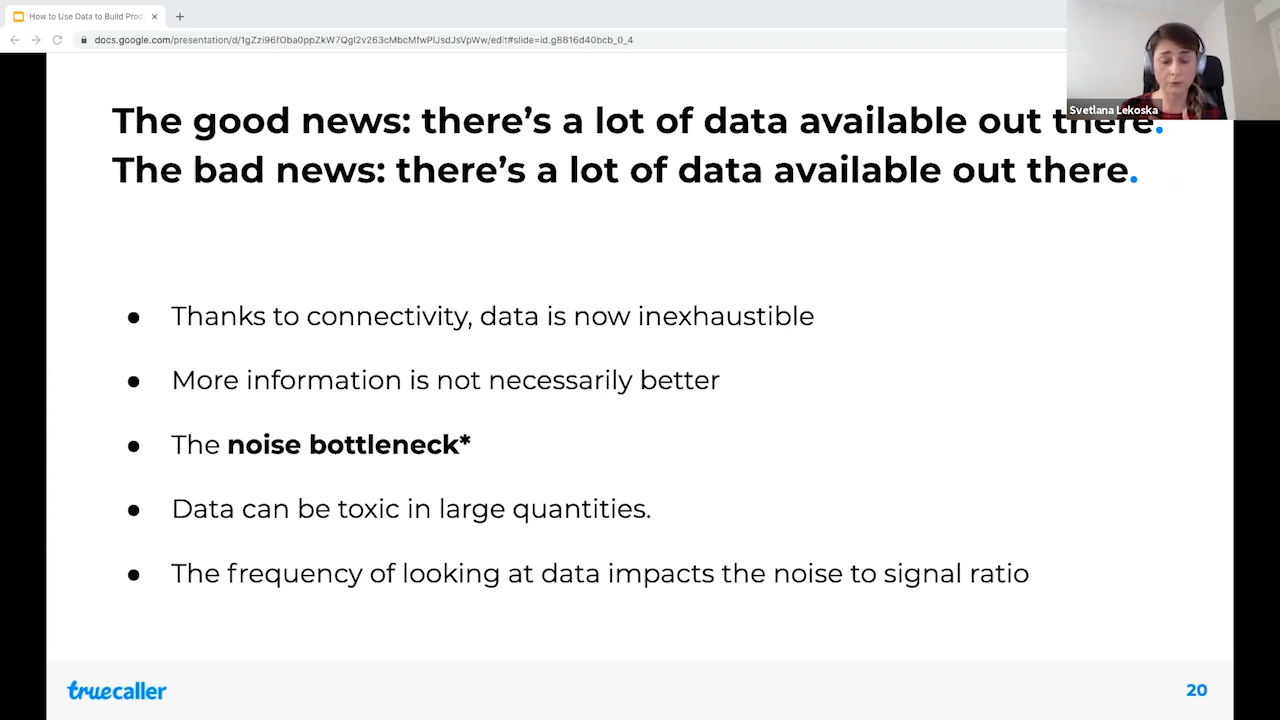 How to Use Data to Build Prod
docs.google.com/presentation/d/1gZzi96fOba0ppZkW7Qgl2v263cMbcMfwPlJsdJsVpWw/edit#slide=id.g8816d40bcb_0_4
Svetlana Lekoska
The good news: there's a lot of data available out there.
The bad news: there's a lot of data available out there.
● Thanks to connectivity, data is now inexhaustible
● More information is not necessarily better
● The noise bottleneck*
● Data can be toxic in large quantities.
● The frequency of looking at data impacts the noise to signal ratio
truecaller
20